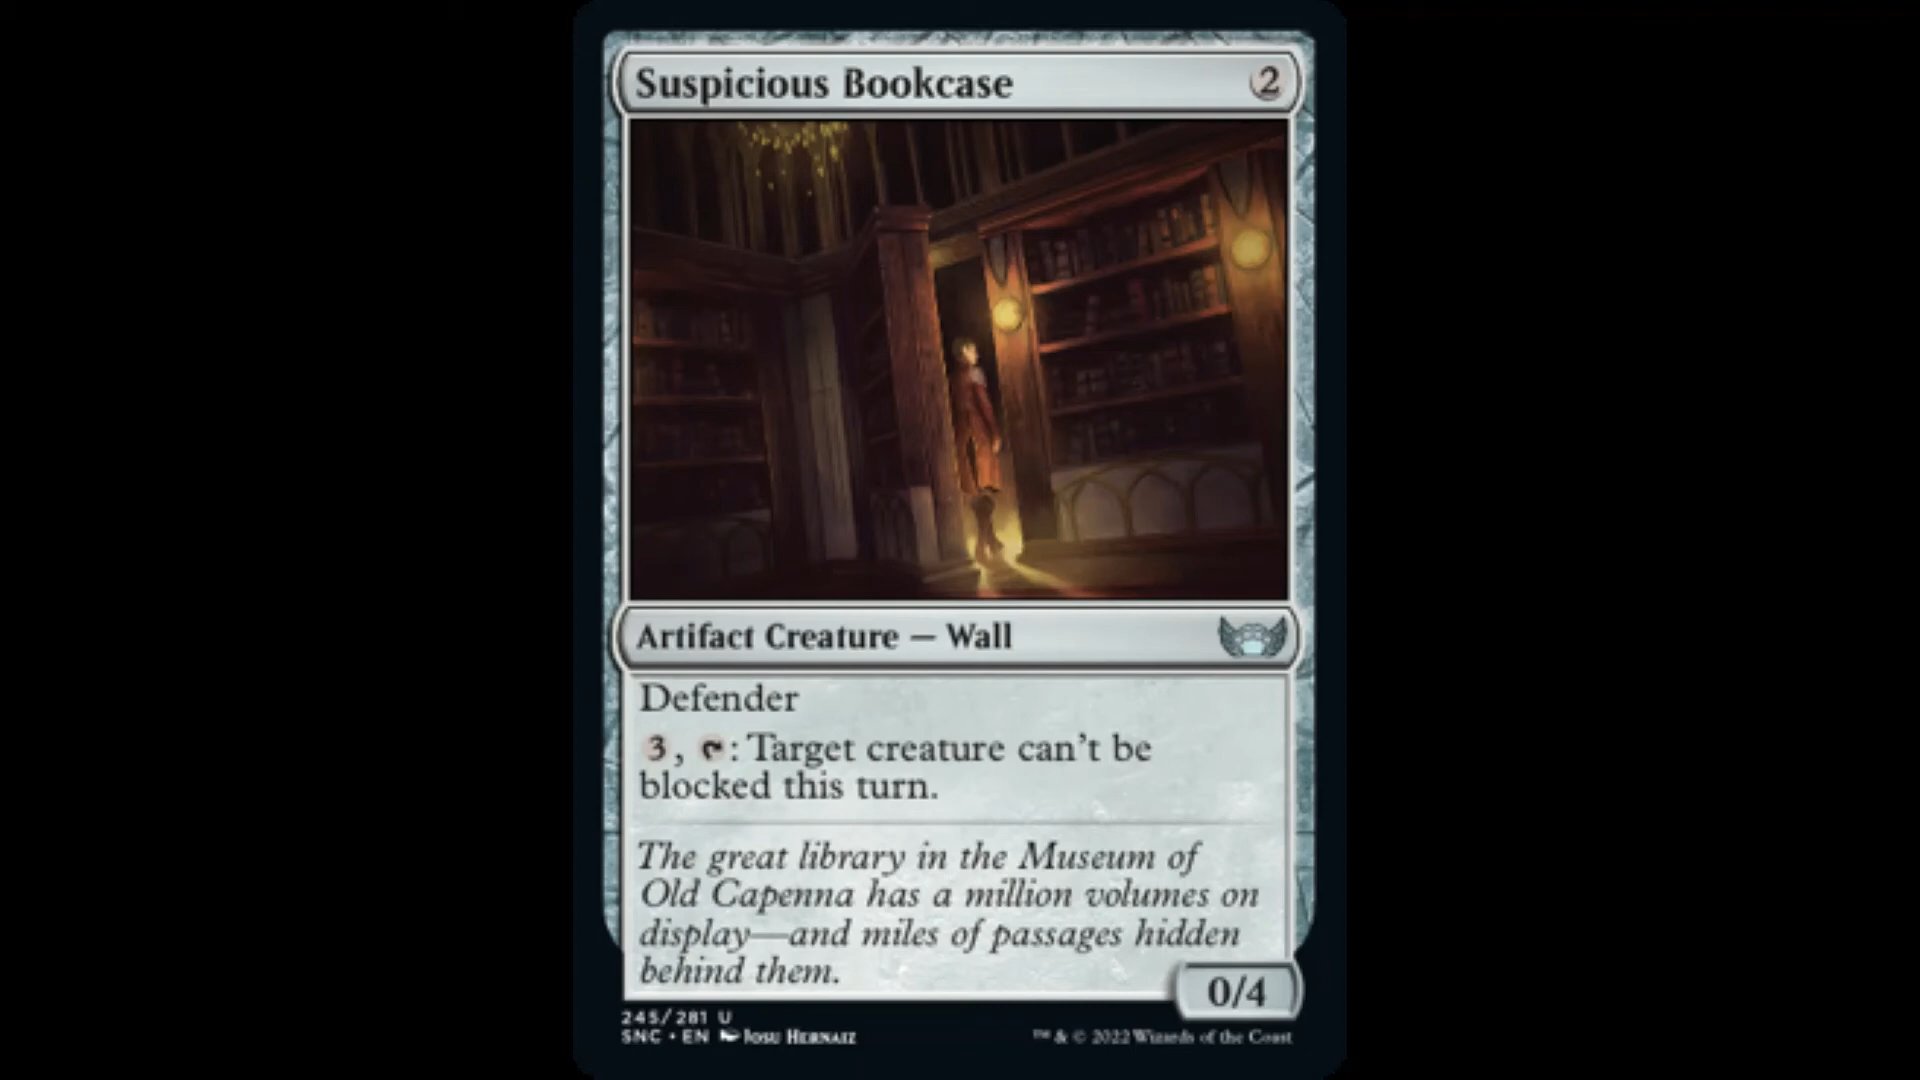 Suspicious Bookcase 2
Artifact Creature — Wall
Defender
3, : Target creature can't be
blocked this turn.
The great library in the Museum of
Old Capenna has a million volumes on
display—and miles of passages hidden
behind them.
0/4
245/281 U
SNC • EN Josu Hernaiz
™ & © 2022 Wizards of the Coast